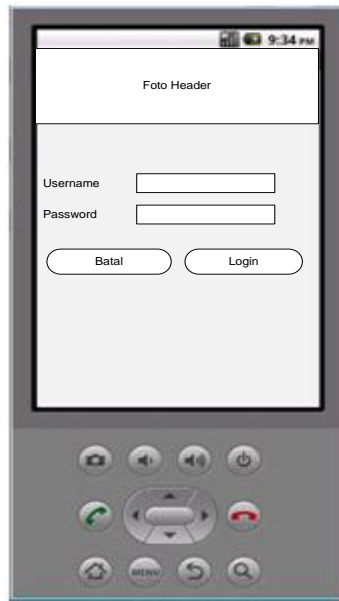 9:34 PM
Foto Header
Username
Password
Batal Login
MENU